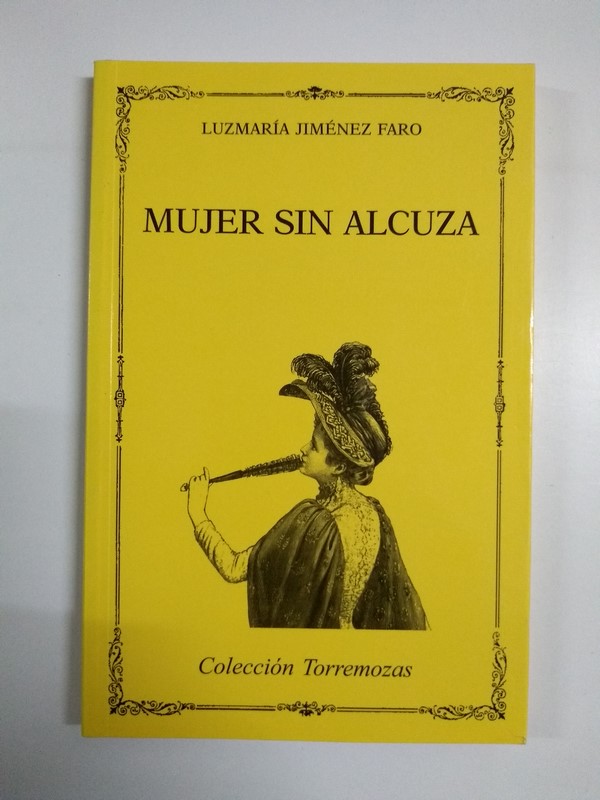 LUZMARÍA JIMÉNEZ FARO
MUJER SIN ALCUZA
Colección Torremozas